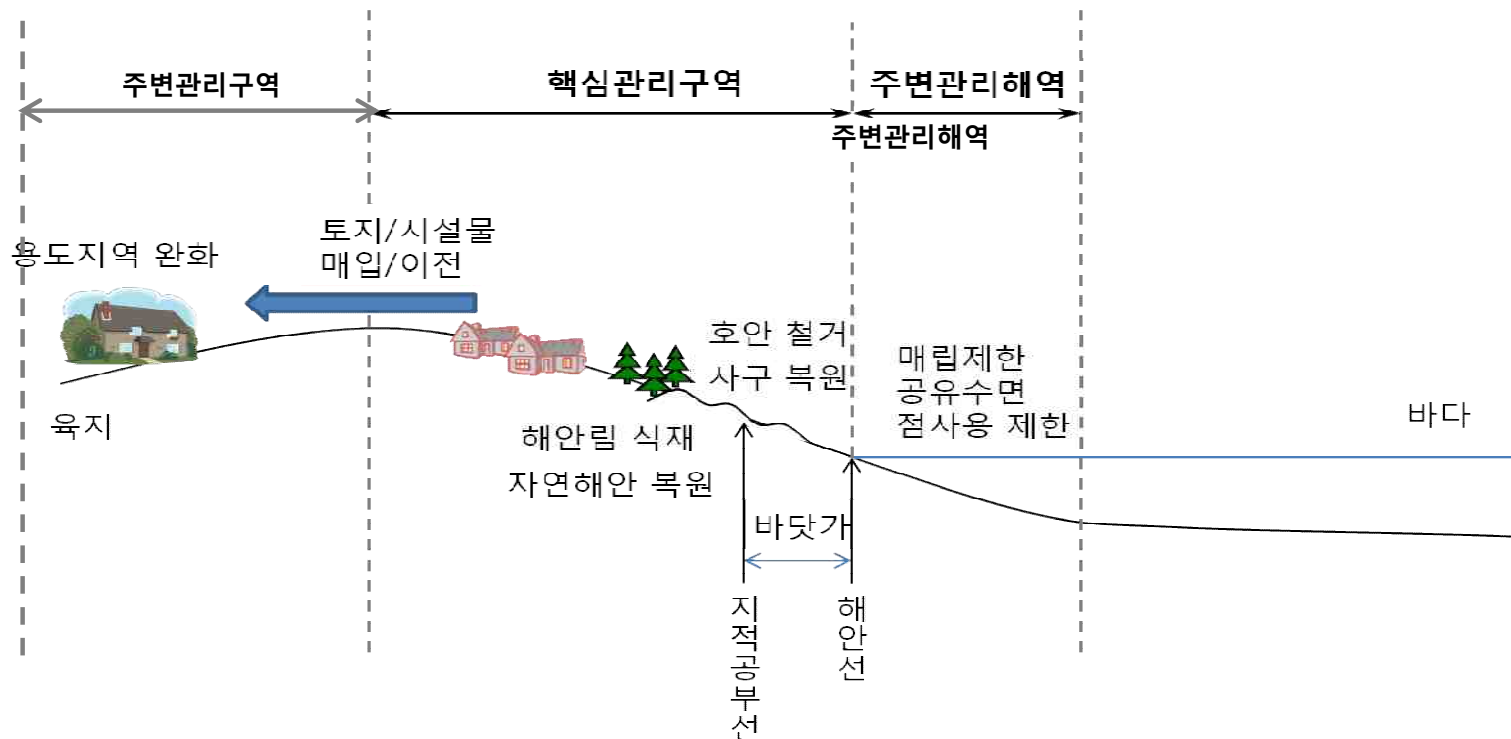 주변관리구역
핵심관리구역
주변관리해역
주변관리해역
용도지역 완화
토지/시설물
매입/이전
호안 철거
사구 복원
매립제한
공유수면
점사용 제한
바다
육지
해안림 식재
자연해안 복원
바닷가
지적공부선
해안선